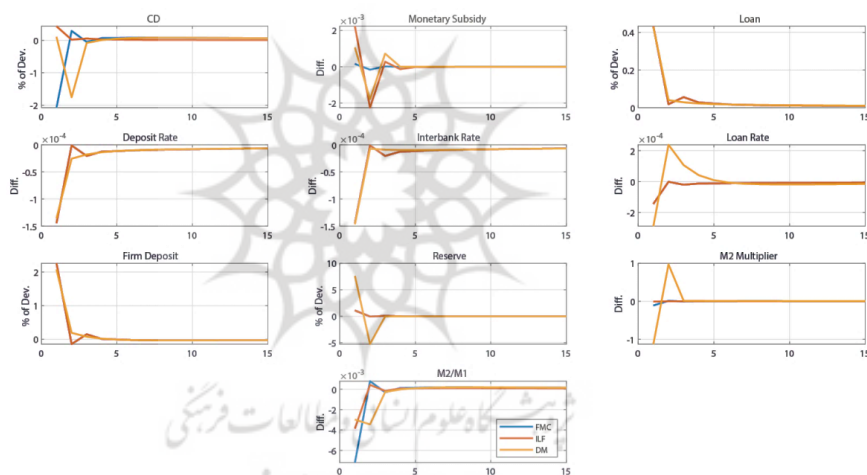 CD
% of Dev.
0
-1
-2
0 5 10 15
Monetary Subsidy
×10⁻³
Diff.
2
0
-2
0 5 10 15
Loan
% of Dev.
0.4
0.2
0
0 5 10 15
Deposit Rate
×10⁻⁴
Diff.
0
-0.5
-1
-1.5
0 5 10 15
Interbank Rate
×10⁻⁴
Diff.
0
-0.5
-1
-1.5
0 5 10 15
Loan Rate
×10⁻⁴
Diff.
2
0
-2
0 5 10 15
Firm Deposit
% of Dev.
2
1
0
0 5 10 15
Reserve
% of Dev.
10
5
0
-5
0 5 10 15
M2 Multiplier
Diff.
1
0
-1
0 5 10 15
M2/M1
×10⁻³
Diff.
0
-2
-4
-6
0 5 10 15
FMC
ILF
DM
پژوهشگاه علوم انسانی و مطالعات فرهنگی